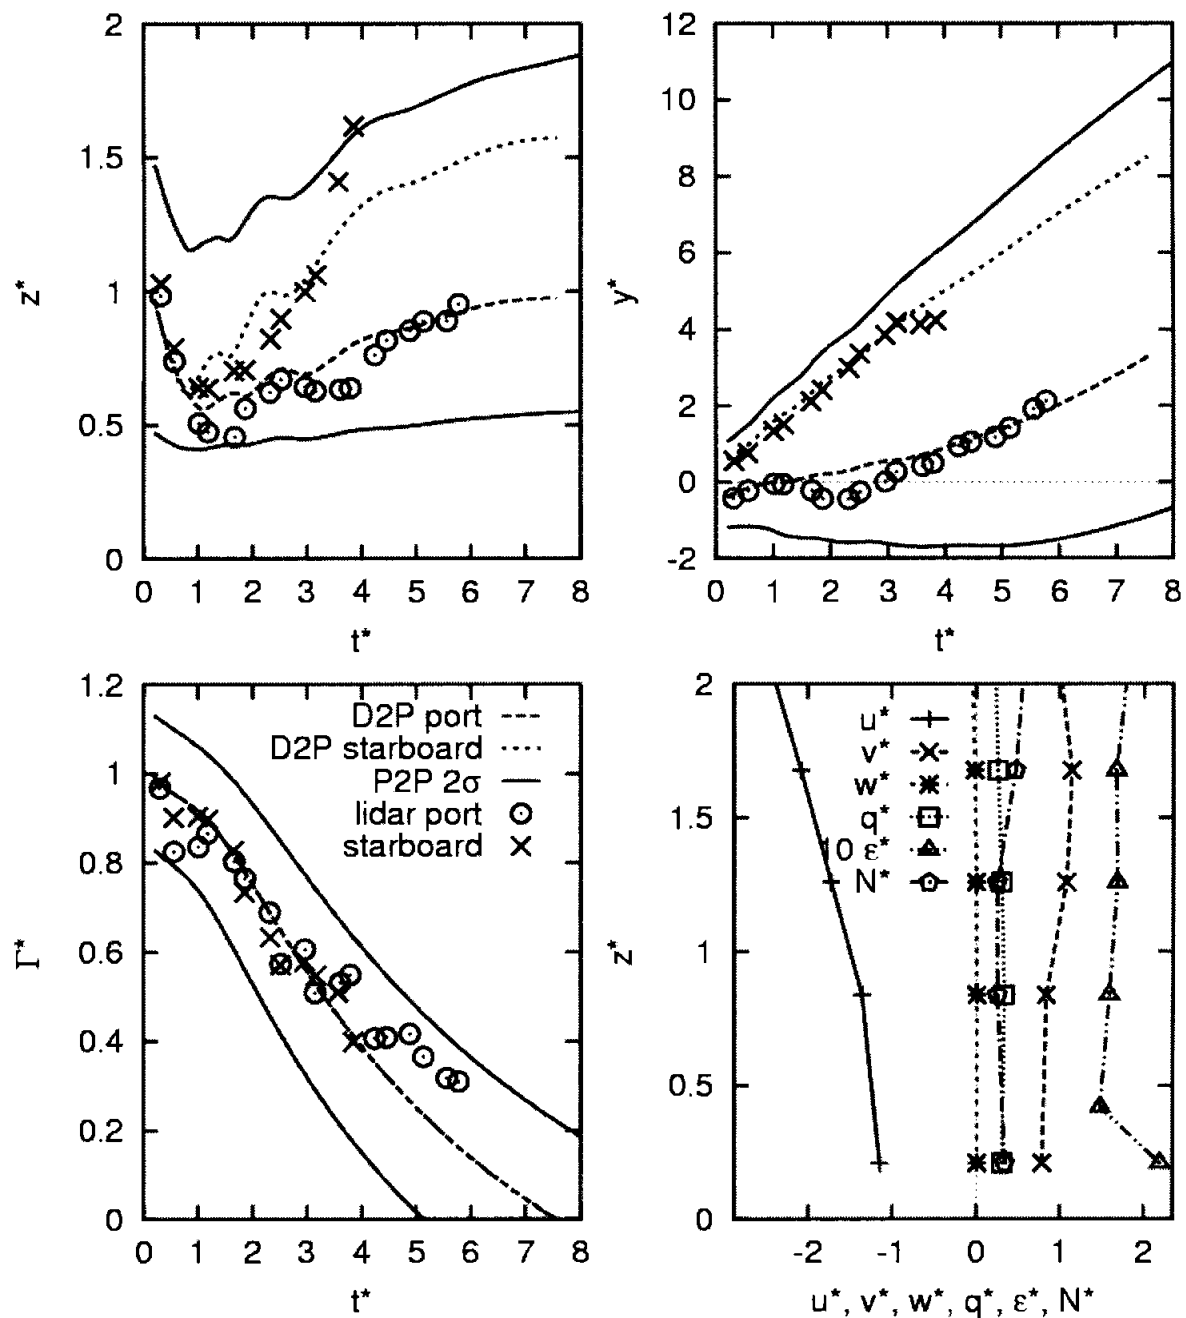 2
1.5
1
0.5
0
z*
0 1 2 3 4 5 6 7 8
t*
12
10
8
6
4
2
0
-2
y*
0 1 2 3 4 5 6 7 8
t*
1.2
1
0.8
0.6
0.4
0.2
0
Γ*
D2P port
D2P starboard
P2P 2σ
lidar port
starboard
0 1 2 3 4 5 6 7 8
t*
2
1.5
1
0.5
0
z*
u*
v*
w*
q*
10 ε*
N*
-2 -1 0 1 2
u*, v*, w*, q*, ε*, N*